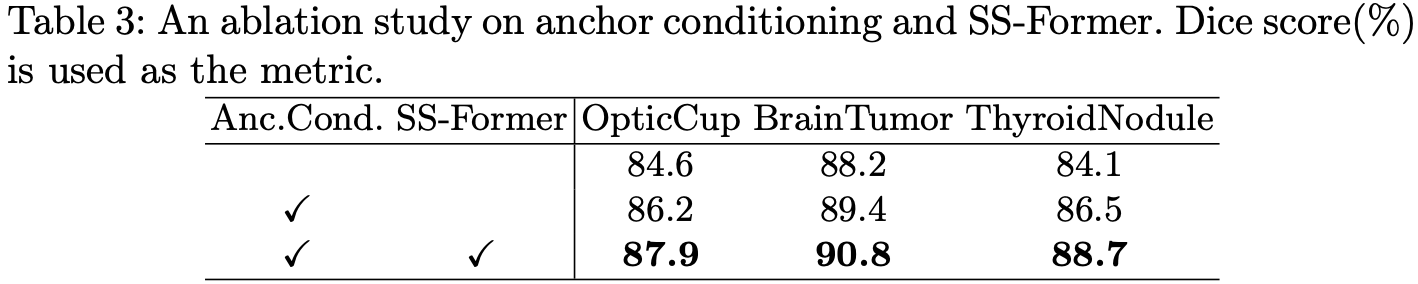 Table 3: An ablation study on anchor conditioning and SS-Former. Dice score(%)
is used as the metric.
Anc.Cond. SS-Former OpticCup BrainTumor ThyroidNodule
84.6 88.2 84.1
✓ 86.2 89.4 86.5
✓ ✓ 87.9 90.8 88.7